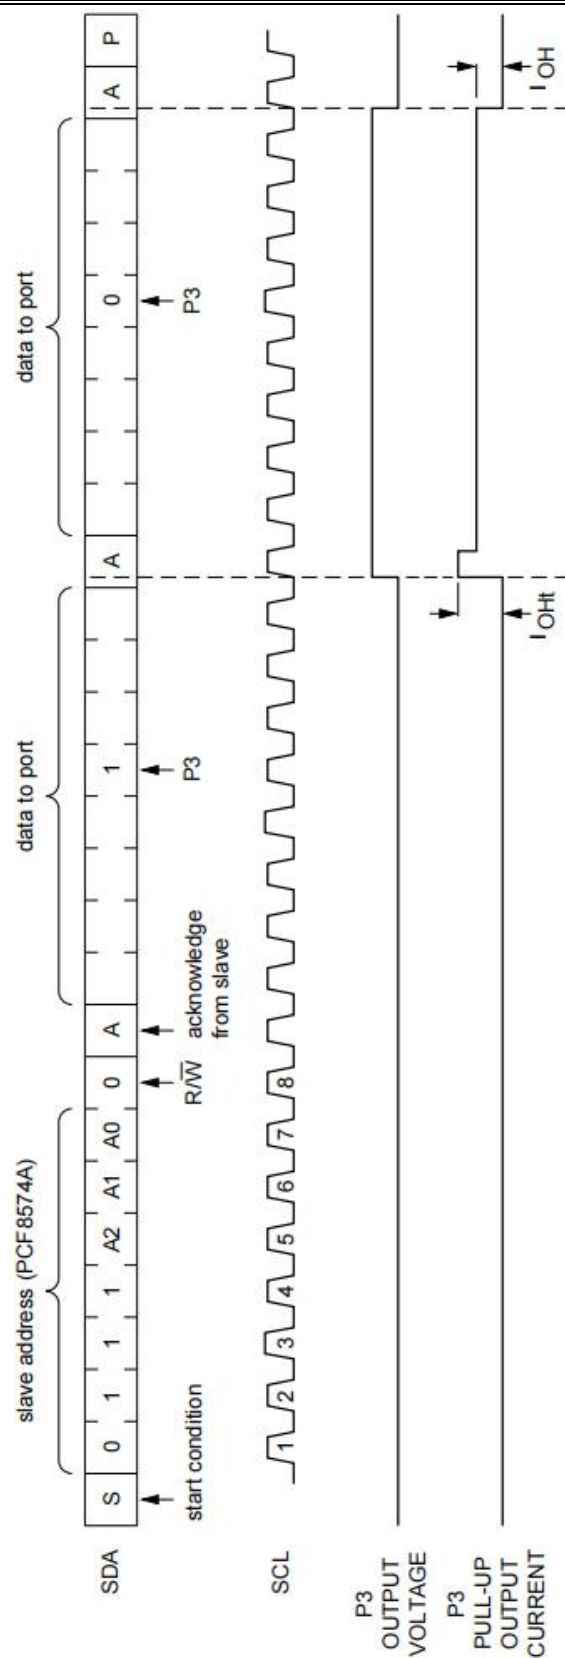 slave address (PCF8574A)
data to port
data to port
SDA
S
0
1
1
1
A2
A1
A0
0
A
1
A
0
A
P
start condition
R/W̅
acknowledge
from slave
P3
P3
SCL
1
2
3
4
5
6
7
8
P3
OUTPUT
VOLTAGE
P3
PULL-UP
OUTPUT
CURRENT
IOHt
IOH